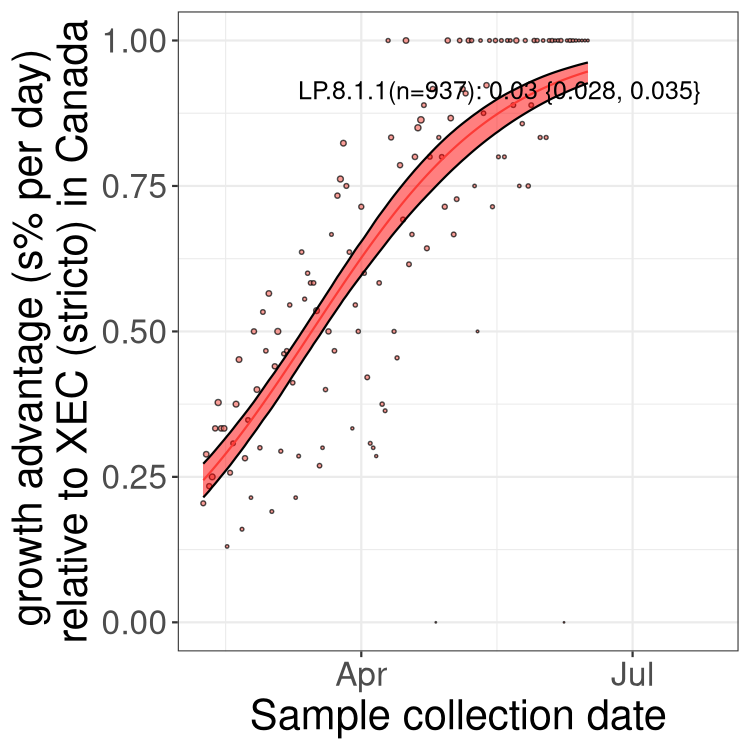 growth advantage (s% per day)
relative to XEC (stricto) in Canada
1.00
0.75
0.50
0.25
0.00
LP.8.1.1(n=937): 0.03 {0.028, 0.035}
Apr
Jul
Sample collection date